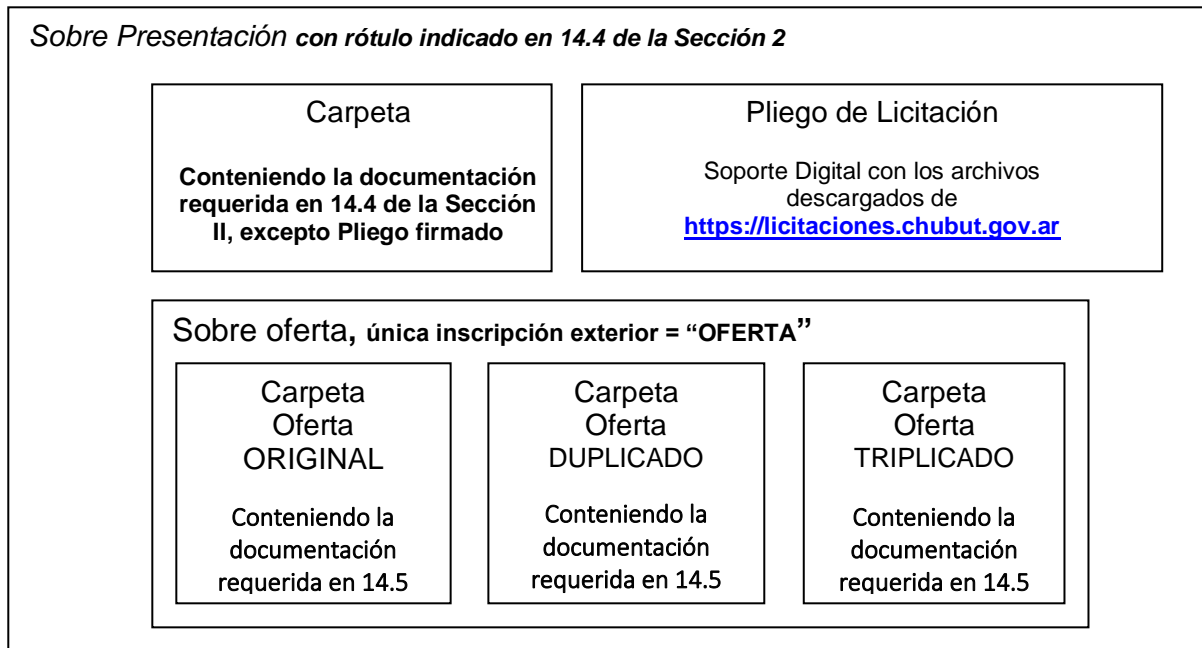 Sobre Presentación con rótulo indicado en 14.4 de la Sección 2
Carpeta
Conteniendo la documentación
requerida en 14.4 de la Sección
II, excepto Pliego firmado
Pliego de Licitación
Soporte Digital con los archivos
descargados de
https://licitaciones.chubut.gov.ar
Sobre oferta, única inscripción exterior = “OFERTA”
Carpeta
Oferta
ORIGINAL
Conteniendo la
documentación
requerida en 14.5
Carpeta
Oferta
DUPLICADO
Conteniendo la
documentación
requerida en 14.5
Carpeta
Oferta
TRIPLICADO
Conteniendo la
documentación
requerida en 14.5